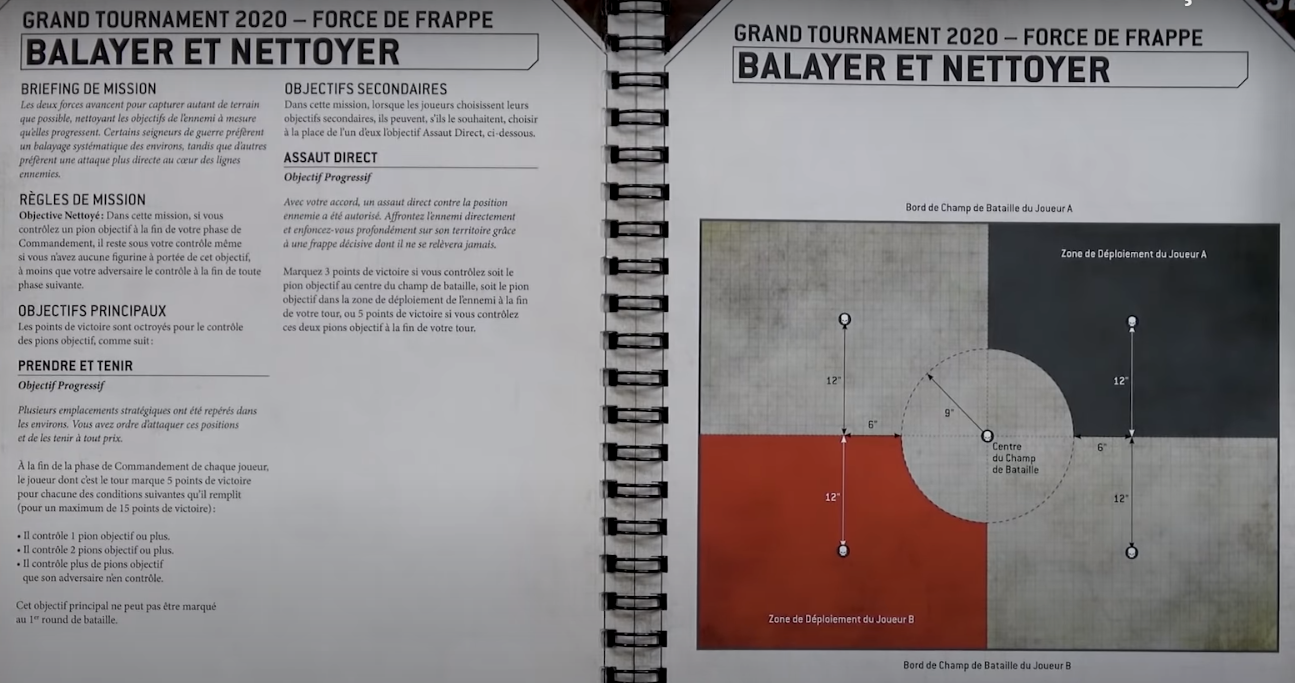 GRAND TOURNAMENT 2020 – FORCE DE FRAPPE
BALAYER ET NETTOYER
BRIEFING DE MISSION
Les deux forces avancent pour capturer autant de terrain
que possible, nettoyant les objectifs de l'ennemi à mesure
qu'elles progressent. Certains seigneurs de guerre préfèrent
un balayage systématique des environs, tandis que d'autres
préfèrent une attaque plus directe au cœur des lignes
ennemies.
RÈGLES DE MISSION
Objective Nettoyé : Dans cette mission, si vous
contrôlez un pion objectif à la fin de votre phase de
Commandement, il reste sous votre contrôle même
si vous n'avez aucune figurine à portée de cet objectif,
à moins que votre adversaire le contrôle à la fin de toute
phase suivante.
OBJECTIFS PRINCIPAUX
Les points de victoire sont octroyés pour le contrôle
des pions objectif, comme suit :
PRENDRE ET TENIR
Objectif Progressif
Plusieurs emplacements stratégiques ont été repérés dans
les environs. Vous avez ordre d'attaquer ces positions
et de les tenir à tout prix.
À la fin de la phase de Commandement de chaque joueur,
le joueur dont c'est le tour marque 5 points de victoire
pour chacune des conditions suivantes qu'il remplit
(pour un maximum de 15 points de victoire) :
• Il contrôle 1 pion objectif ou plus.
• Il contrôle 2 pions objectif ou plus.
• Il contrôle plus de pions objectif
que son adversaire n'en contrôle.
Cet objectif principal ne peut pas être marqué
au 1er round de bataille.
OBJECTIFS SECONDAIRES
Dans cette mission, lorsque les joueurs choisissent leurs
objectifs secondaires, ils peuvent, s'ils le souhaitent, choisir
à la place de l'un d'eux l'objectif Assaut Direct, ci-dessous.
ASSAUT DIRECT
Objectif Progressif
Avec votre accord, un assaut direct contre la position
ennemie a été autorisé. Affrontez l'ennemi directement
et enfoncez-vous profondément sur son territoire grâce
à une frappe décisive dont il ne se relèvera jamais.
Marquez 3 points de victoire si vous contrôlez soit le
pion objectif au centre du champ de bataille, soit le pion
objectif dans la zone de déploiement de l'ennemi à la fin
de votre tour, ou 5 points de victoire si vous contrôlez
ces deux pions objectif à la fin de votre tour.
GRAND TOURNAMENT 2020 – FORCE DE FRAPPE
BALAYER ET NETTOYER
Bord de Champ de Bataille du Joueur A
Zone de Déploiement du Joueur A
12"
12"
9"
6"
6"
Centre
du Champ
de Bataille
12"
12"
Zone de Déploiement du Joueur B
Bord de Champ de Bataille du Joueur B